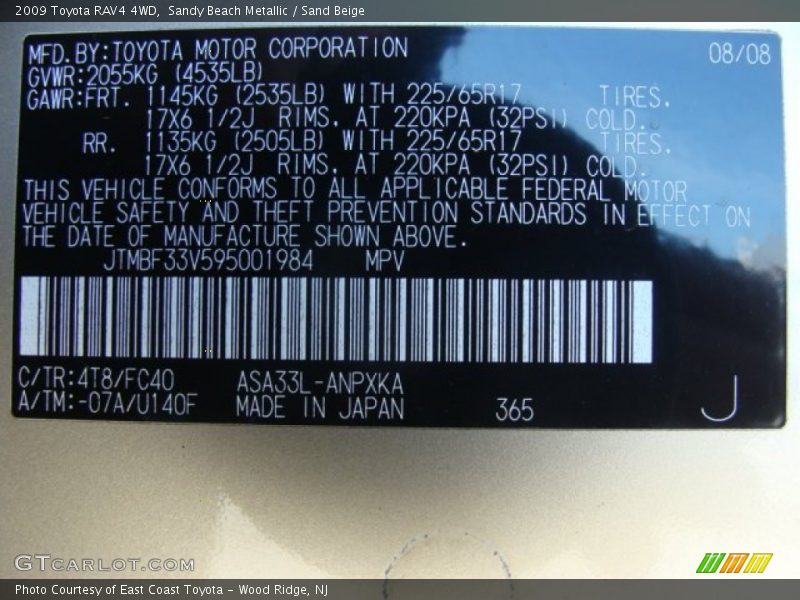 2009 Toyota RAV4 4WD,  Sandy Beach Metallic / Sand Beige
MFD.BY:TOYOTA MOTOR CORPORATION 08/08
GVWR:2055KG (4535LB)
GAWR:FRT. 1145KG (2535LB) WITH 225/65R17 TIRES.
17X6 1/2J RIMS. AT 220KPA (32PSI) COLD.
RR. 1135KG (2505LB) WITH 225/65R17 TIRES.
17X6 1/2J RIMS. AT 220KPA (32PSI) COLD.
THIS VEHICLE CONFORMS TO ALL APPLICABLE FEDERAL MOTOR
VEHICLE SAFETY AND THEFT PREVENTION STANDARDS IN EFFECT ON
THE DATE OF MANUFACTURE SHOWN ABOVE.
JTMBF33V595001984 MPV
C/TR:4T8/FC40 ASA33L-ANPXKA
A/TM:-07A/U140F MADE IN JAPAN 365 J
GTCARLOT.COM
Photo Courtesy of East Coast Toyota – Wood Ridge, NJ